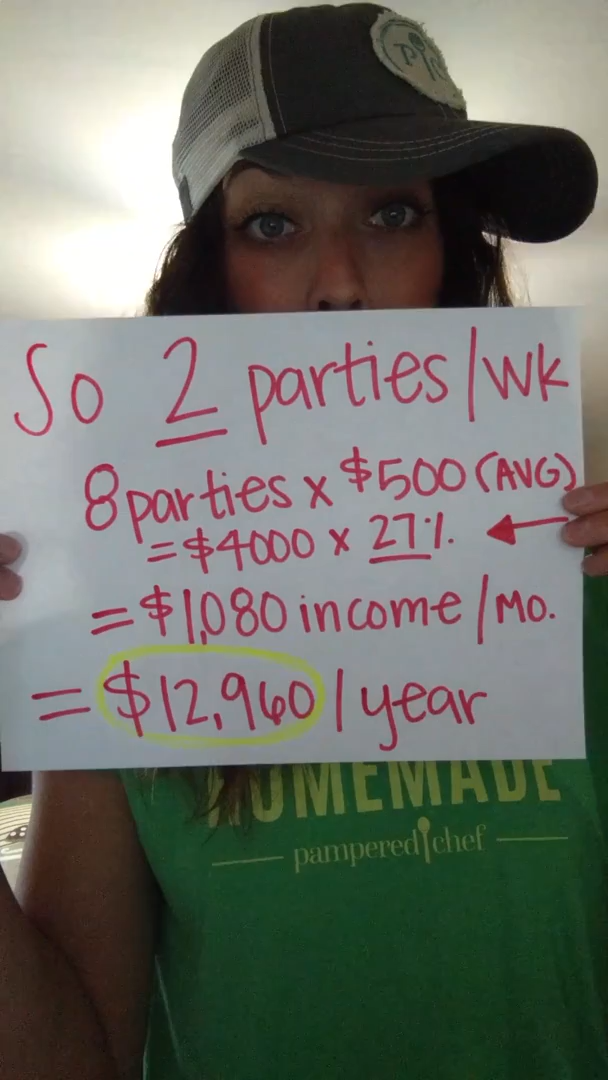 So 2 parties/wk
8 parties x $500 (AVG)
= $4000 x 27%
= $1,080 income/Mo.
= $12,960/year
HOMEMADE
pampered chef